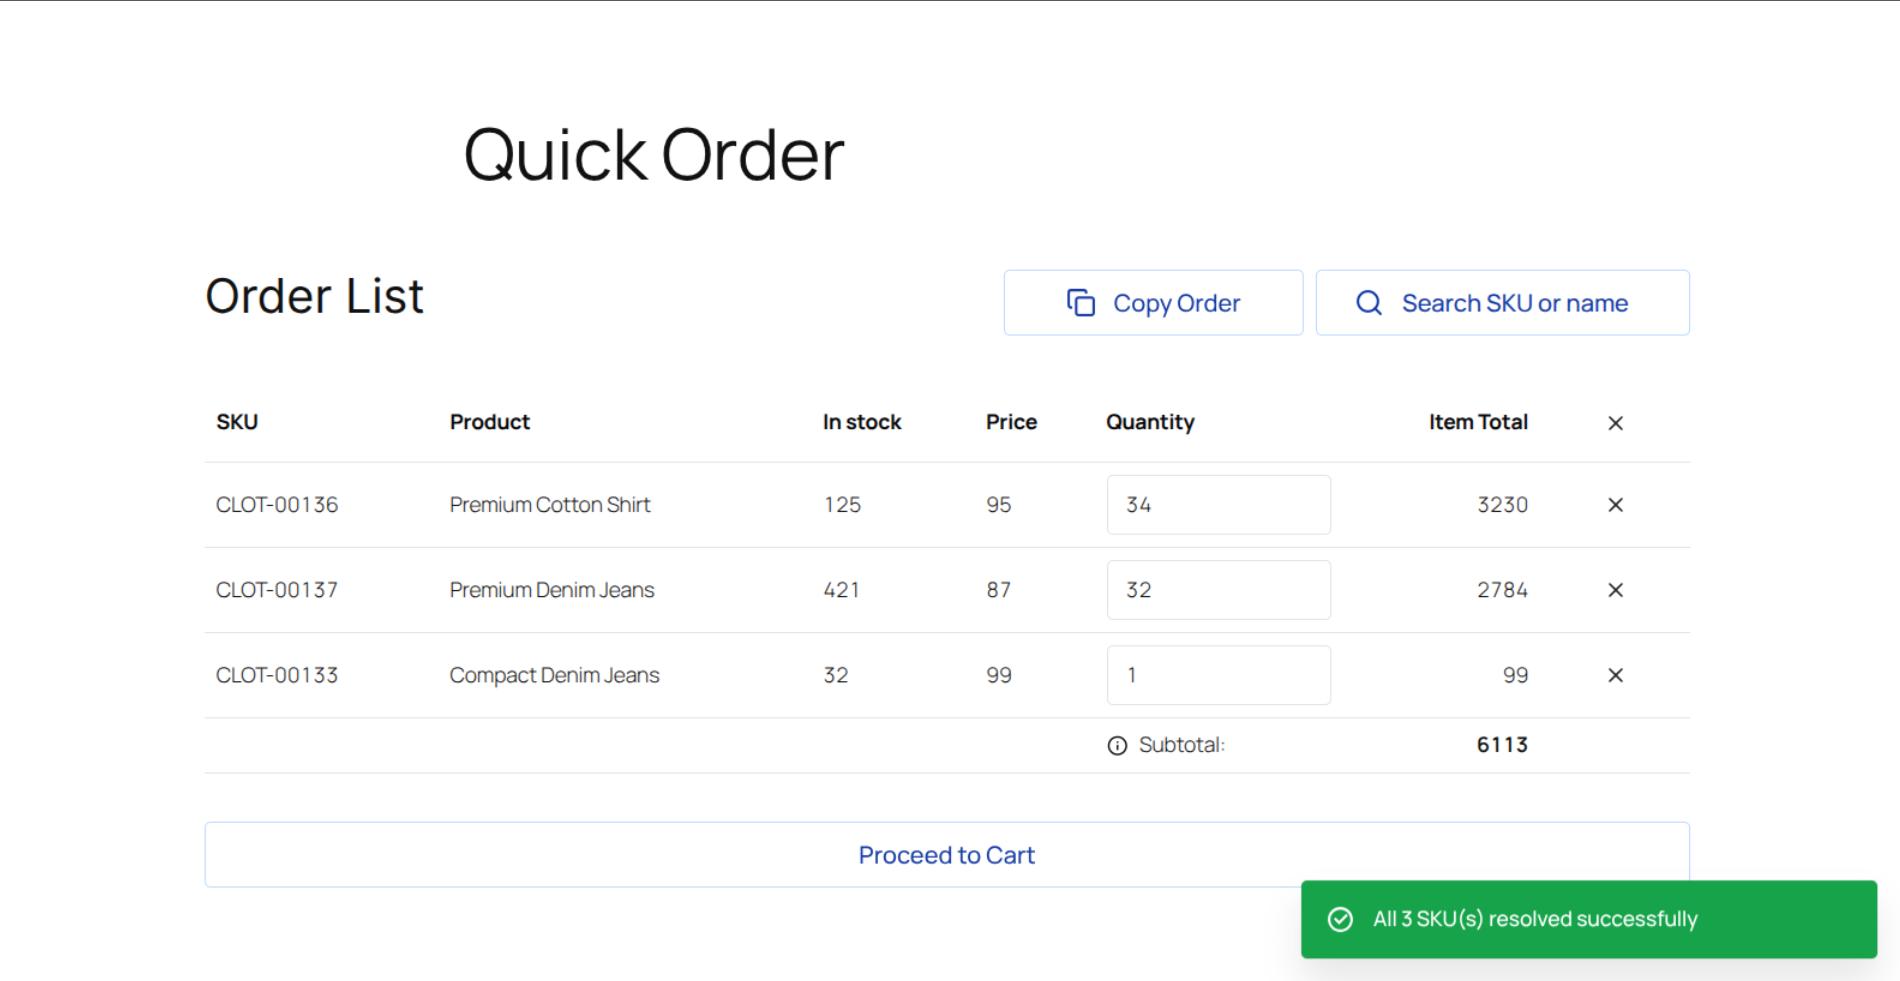 Quick Order
Order List
Copy Order
Search SKU or name
SKU Product In stock Price Quantity Item Total
CLOT-00136 Premium Cotton Shirt 125 95 34 3230
CLOT-00137 Premium Denim Jeans 421 87 32 2784
CLOT-00133 Compact Denim Jeans 32 99 1 99
Subtotal: 6113
Proceed to Cart
All 3 SKU(s) resolved successfully